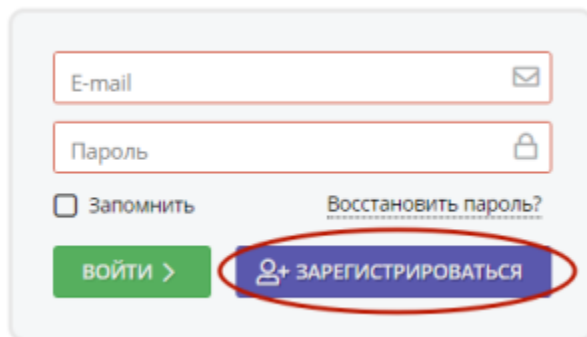 E-mail
Пароль
Запомнить Восстановить пароль?
ВОЙТИ ЗАРЕГИСТРИРОВАТЬСЯ